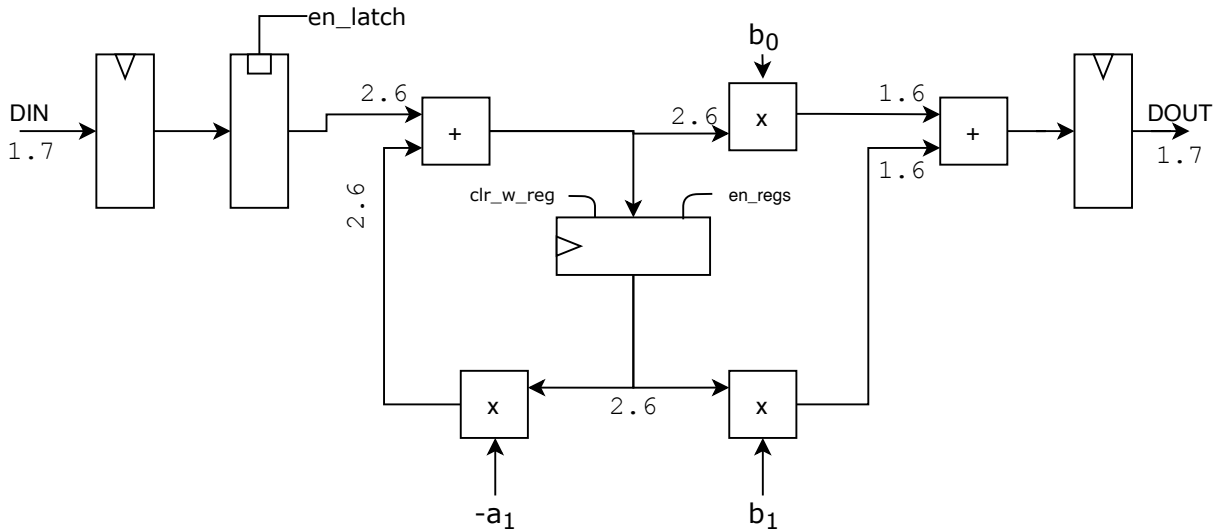 en_latch
b₀
DIN
1.7
2.6
+
2.6
x
1.6
+
DOUT
1.7
1.6
2.6
clr_w_reg
en_regs
x
2.6
x
-a₁
b₁